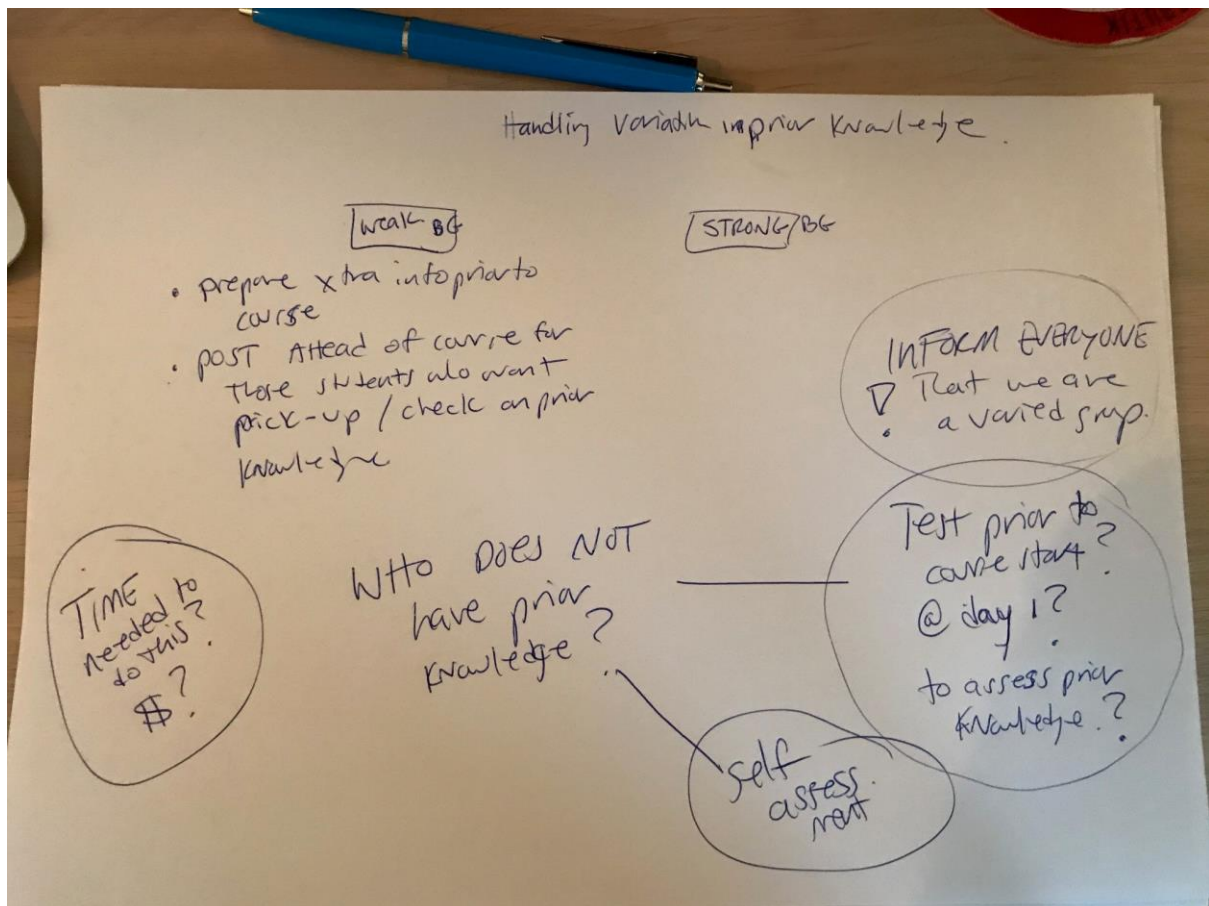 Handling Variation in prior Knowledge.
Weak BG
STRONG BG
• prepare xtra info prior to
course
• POST AHead of course for
those students who want
prick-up / check on prior
knowledge
INFORM EVERYONE
! That we are
a varied group.
WHO DOES NOT
have prior
knowledge?
Test prior to
course start?
@ day 1?
to assess prior
knowledge?
TIME
needed to
do this?
$?
self
assess.
ment